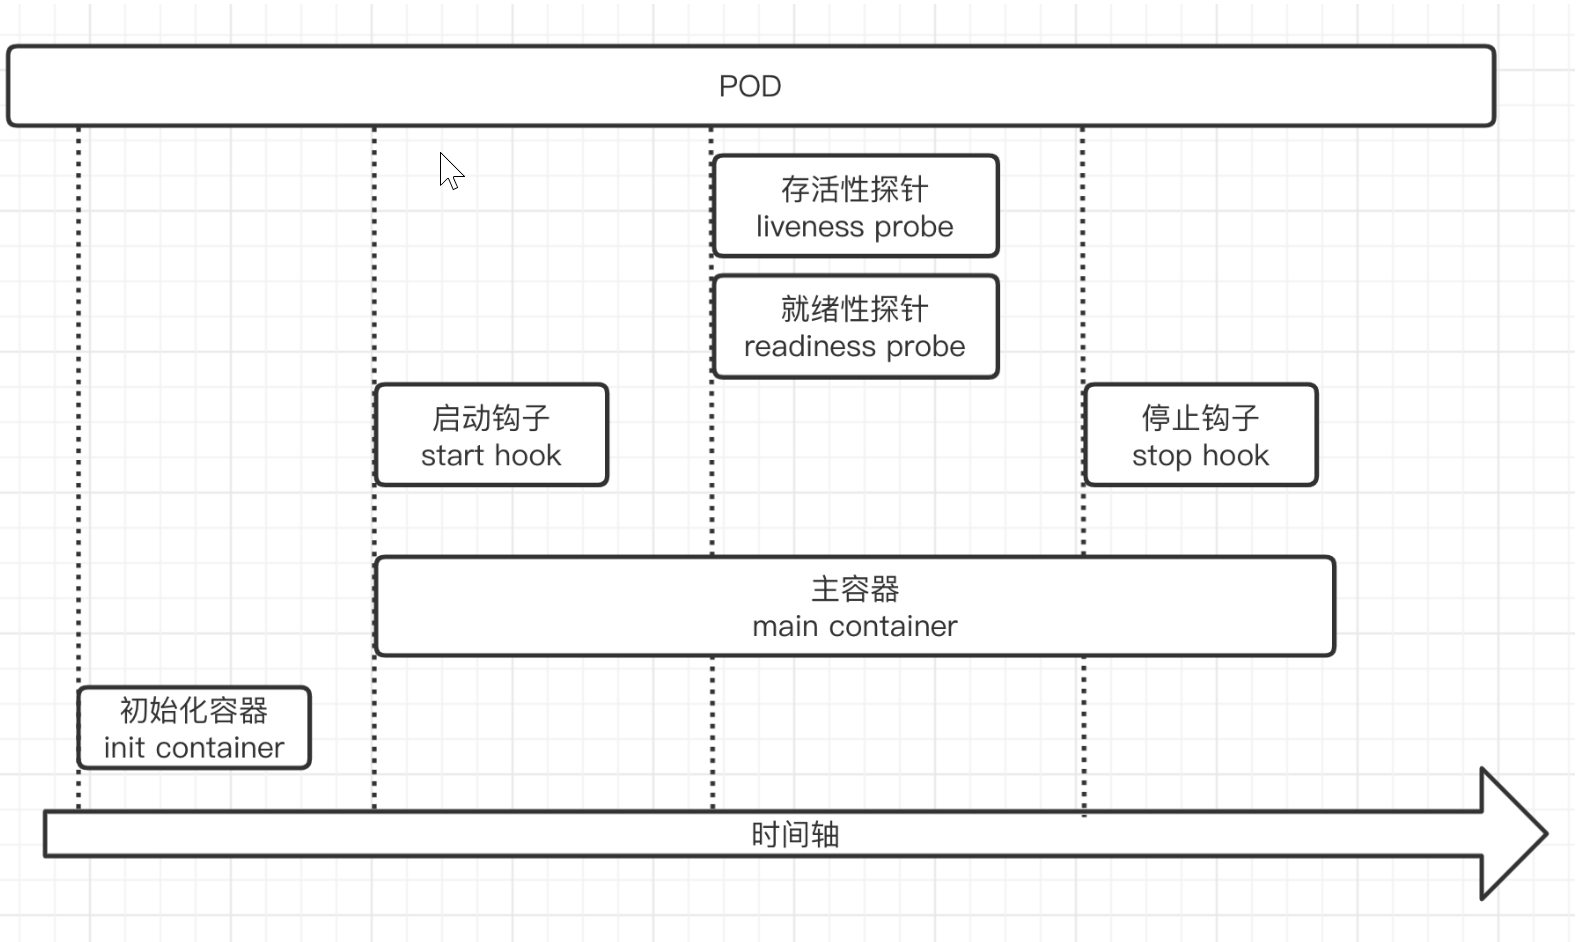 POD
存活性探针
liveness probe
就绪性探针
readiness probe
启动钩子
start hook
停止钩子
stop hook
主容器
main container
初始化容器
init container
时间轴